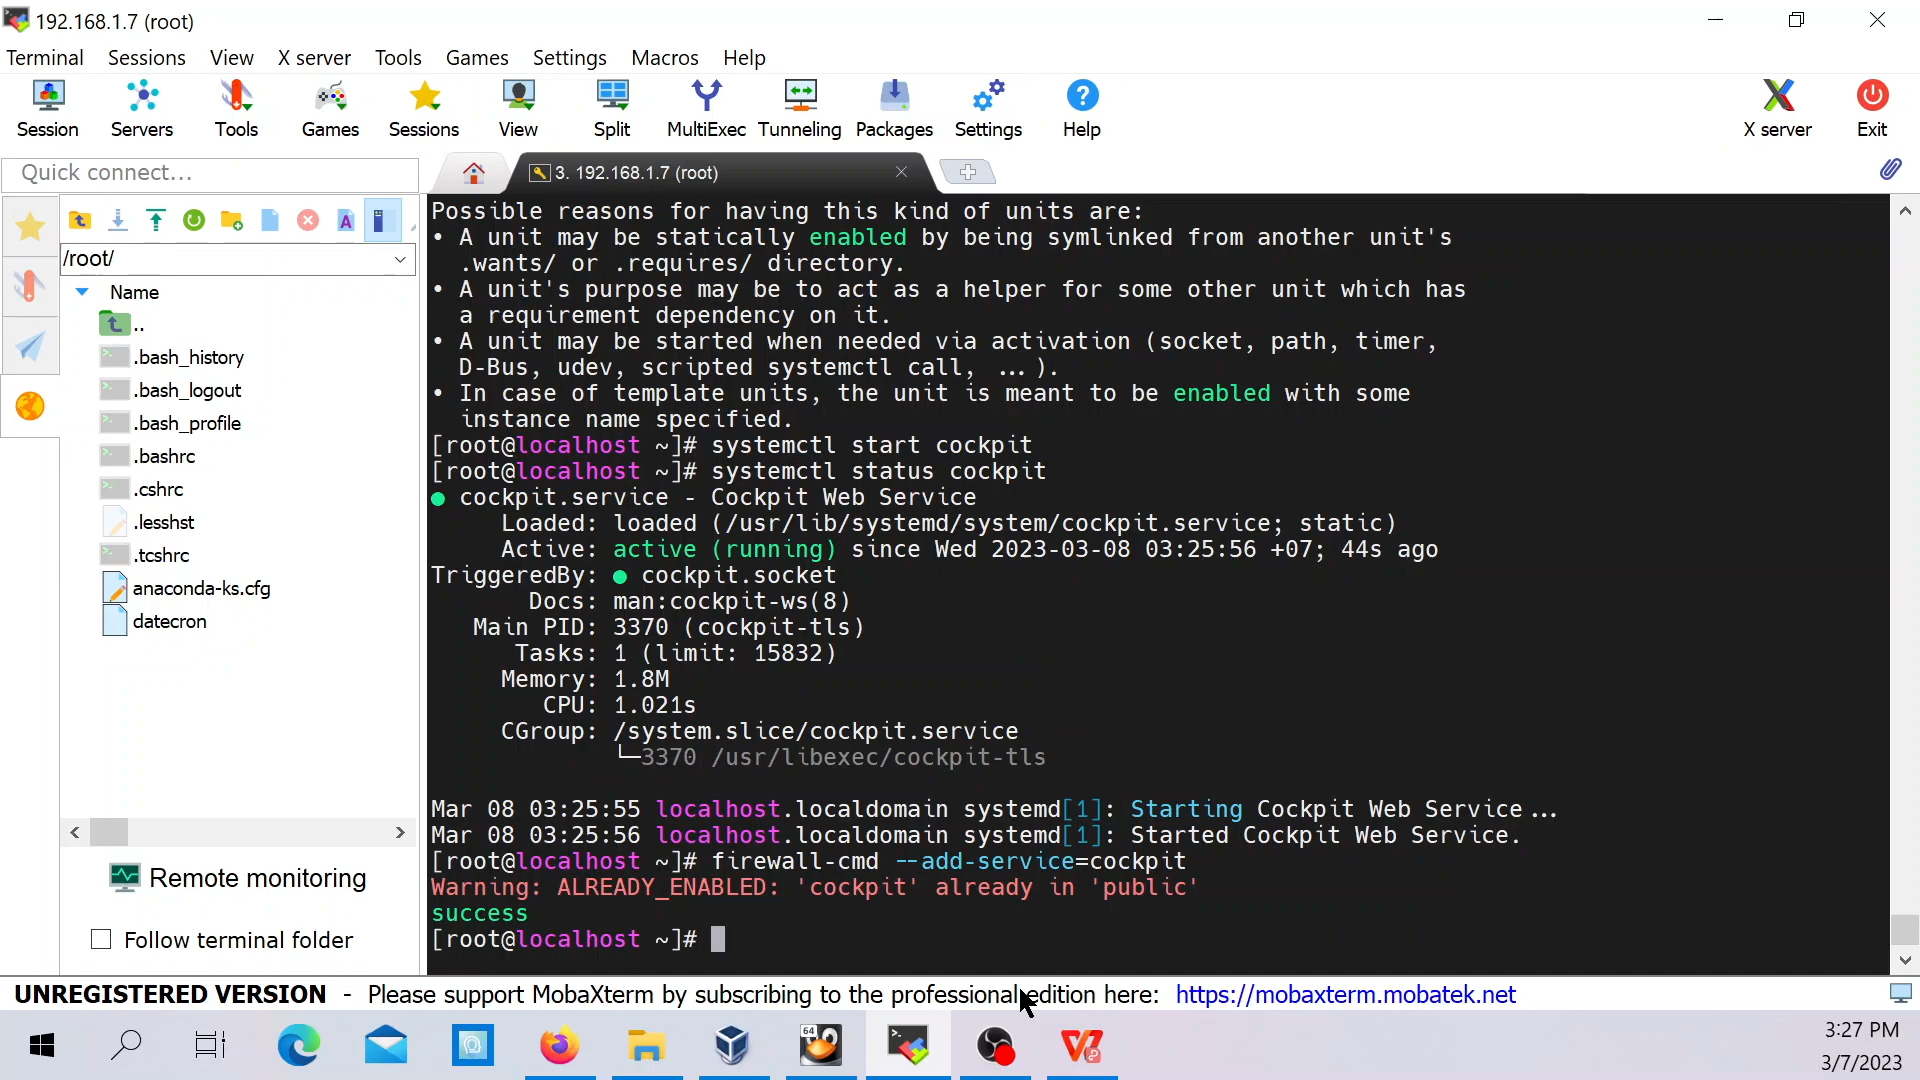 192.168.1.7 (root)
Terminal Sessions View X server Tools Games Settings Macros Help
Session Servers Tools Games Sessions View Split MultiExec Tunneling Packages Settings Help X server Exit
Quick connect...
3. 192.168.1.7 (root)
/root/
Name
..
.bash_history
.bash_logout
.bash_profile
.bashrc
.cshrc
.lesshst
.tcshrc
anaconda-ks.cfg
datecron
Remote monitoring
Follow terminal folder
Possible reasons for having this kind of units are:
• A unit may be statically enabled by being symlinked from another unit's
.wants/ or .requires/ directory.
• A unit's purpose may be to act as a helper for some other unit which has
a requirement dependency on it.
• A unit may be started when needed via activation (socket, path, timer,
D-Bus, udev, scripted systemctl call, ...).
• In case of template units, the unit is meant to be enabled with some
instance name specified.
[root@localhost ~]# systemctl start cockpit
[root@localhost ~]# systemctl status cockpit
● cockpit.service - Cockpit Web Service
Loaded: loaded (/usr/lib/systemd/system/cockpit.service; static)
Active: active (running) since Wed 2023-03-08 03:25:56 +07; 44s ago
TriggeredBy: ● cockpit.socket
Docs: man:cockpit-ws(8)
Main PID: 3370 (cockpit-tls)
Tasks: 1 (limit: 15832)
Memory: 1.8M
CPU: 1.021s
CGroup: /system.slice/cockpit.service
└─3370 /usr/libexec/cockpit-tls
Mar 08 03:25:55 localhost.localdomain systemd[1]: Starting Cockpit Web Service...
Mar 08 03:25:56 localhost.localdomain systemd[1]: Started Cockpit Web Service.
[root@localhost ~]# firewall-cmd --add-service=cockpit
Warning: ALREADY_ENABLED: 'cockpit' already in 'public'
success
[root@localhost ~]#
UNREGISTERED VERSION - Please support MobaXterm by subscribing to the professional edition here: https://mobaxterm.mobatek.net
64
3:27 PM
3/7/2023